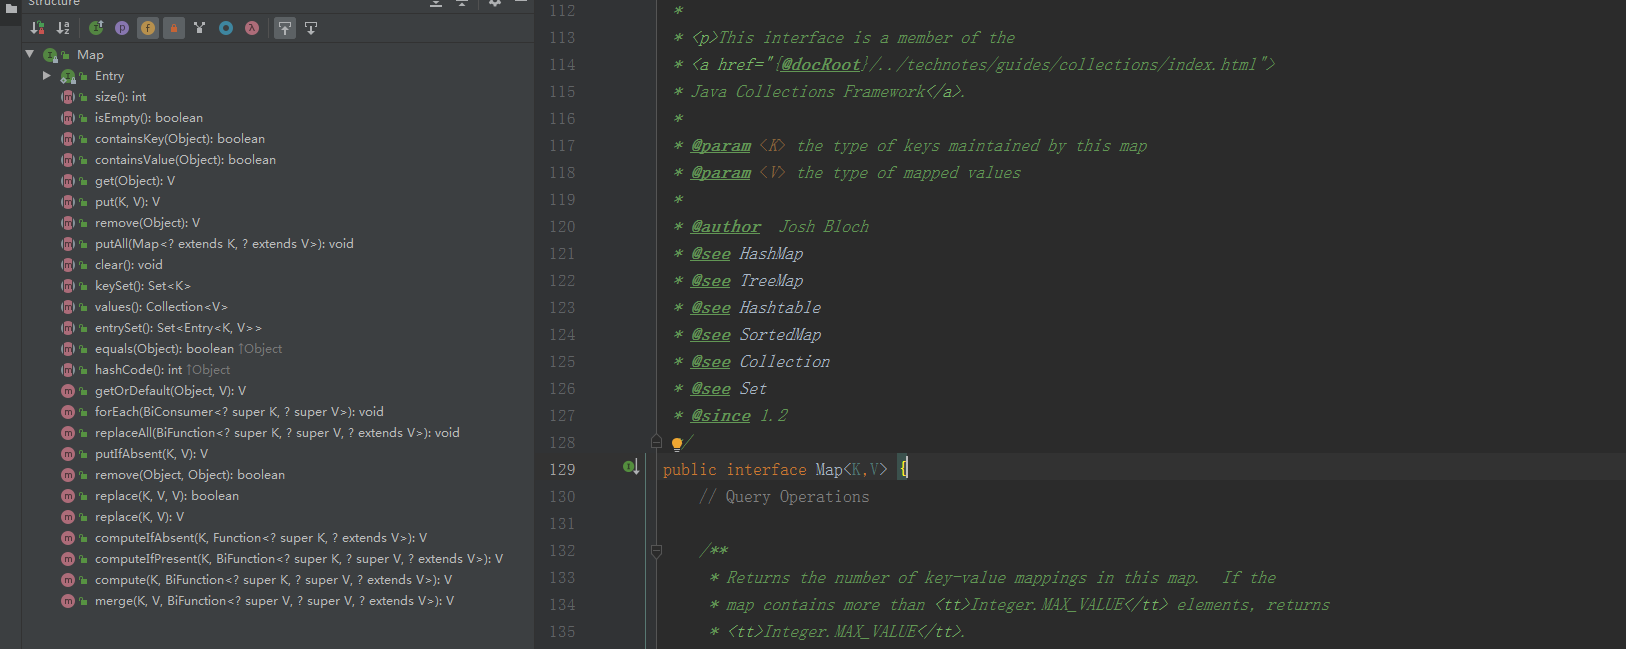 Structure
Map
Entry
size(): int
isEmpty(): boolean
containsKey(Object): boolean
containsValue(Object): boolean
get(Object): V
put(K, V): V
remove(Object): V
putAll(Map<? extends K, ? extends V>): void
clear(): void
keySet(): Set<K>
values(): Collection<V>
entrySet(): Set<Entry<K, V>>
equals(Object): boolean ↑Object
hashCode(): int ↑Object
getOrDefault(Object, V): V
forEach(BiConsumer<? super K, ? super V>): void
replaceAll(BiFunction<? super K, ? super V, ? extends V>): void
putIfAbsent(K, V): V
remove(Object, Object): boolean
replace(K, V, V): boolean
replace(K, V): V
computeIfAbsent(K, Function<? super K, ? extends V>): V
computeIfPresent(K, BiFunction<? super K, ? super V, ? extends V>): V
compute(K, BiFunction<? super K, ? super V, ? extends V>): V
merge(K, V, BiFunction<? super V, ? super V, ? extends V>): V
112 *
113 * <p>This interface is a member of the
114 * <a href="{@docRoot}/../technotes/guides/collections/index.html">
115 * Java Collections Framework</a>.
116 *
117 * @param <K> the type of keys maintained by this map
118 * @param <V> the type of mapped values
119 *
120 * @author  Josh Bloch
121 * @see HashMap
122 * @see TreeMap
123 * @see Hashtable
124 * @see SortedMap
125 * @see Collection
126 * @see Set
127 * @since 1.2
128 /
129 public interface Map<K,V> {
130 // Query Operations
131
132 /**
133 * Returns the number of key-value mappings in this map.  If the
134 * map contains more than <tt>Integer.MAX_VALUE</tt> elements, returns
135 * <tt>Integer.MAX_VALUE</tt>.